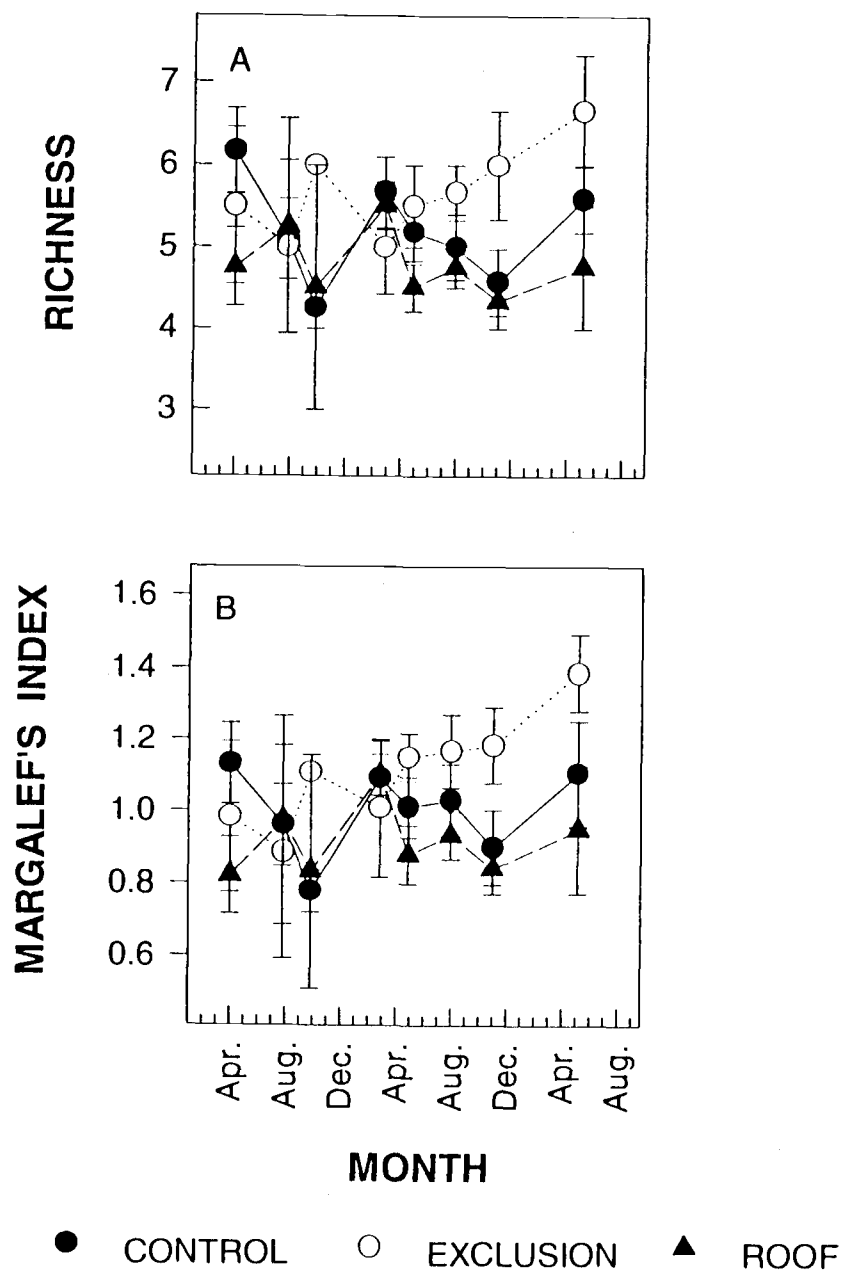 A
RICHNESS
7
6
5
4
3
B
MARGALEF'S INDEX
1.6
1.4
1.2
1.0
0.8
0.6
Apr. Aug. Dec. Apr. Aug. Dec. Apr. Aug.
MONTH
CONTROL EXCLUSION ROOF